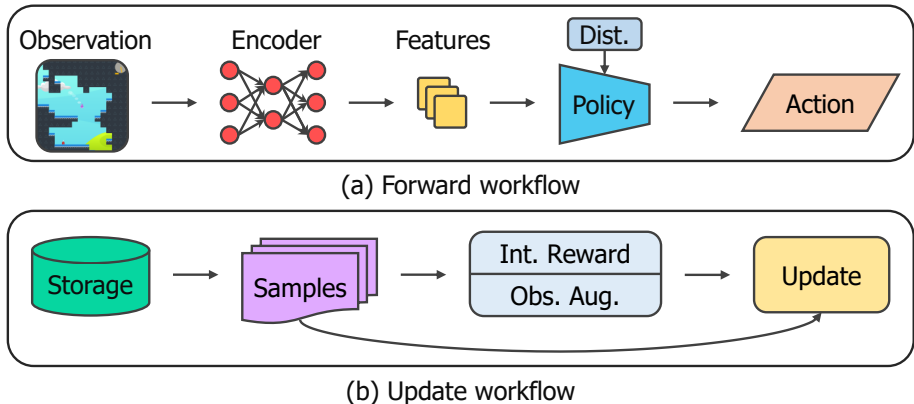 Observation
Encoder
Features
Dist.
Policy
Action
(a) Forward workflow
Storage
Samples
Int. Reward
Obs. Aug.
Update
(b) Update workflow